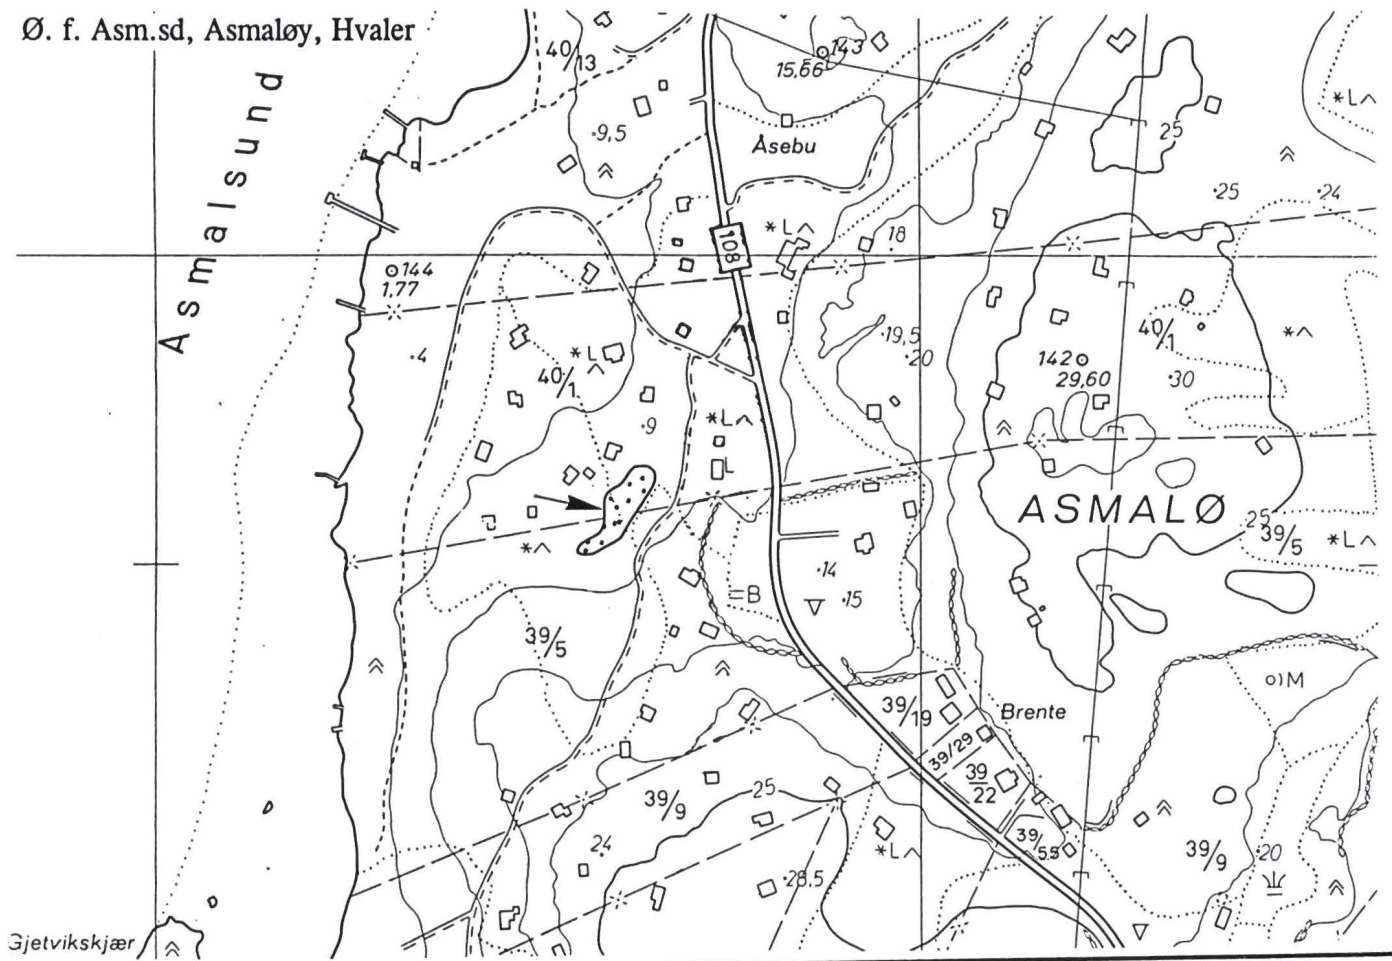 Ø. f. Asm.sd, Asmaløy, Hvaler
40/13
143
15,66
9,5
Åsebu
25
*L^
25
24
Asmalsund
108
*L^
18
144
1,77
4
*L^
40/1
19,5
20
40/1
*^
142
29,60
30
9
*L^
L
ASMALØ
25
39/5
*L^
*^
14
=B
15
39/5
M
39/19
Brente
39/29
39/22
39/9
25
39/55
24
*L^
39/9
20
28,5
Gjetvikskjær